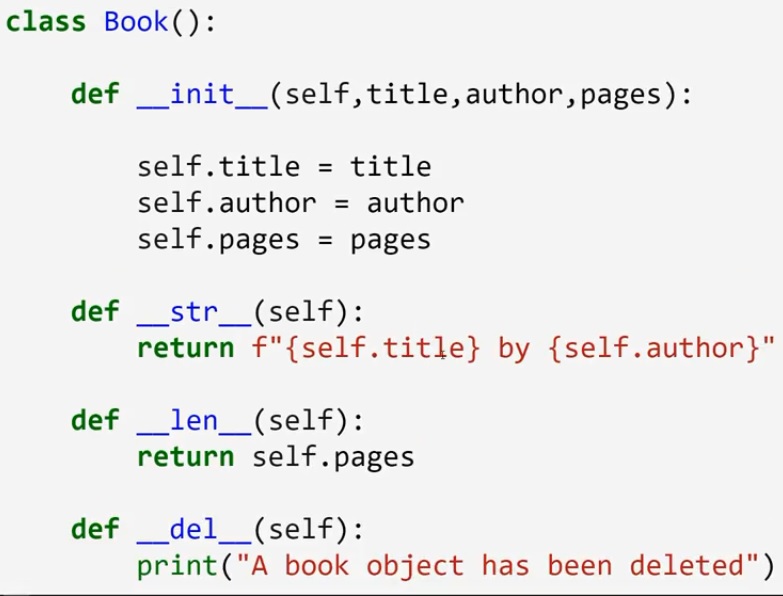 class Book():
def __init__(self,title,author,pages):
self.title = title
self.author = author
self.pages = pages
def __str__(self):
return f"{self.title} by {self.author}"
def __len__(self):
return self.pages
def __del__(self):
print("A book object has been deleted")